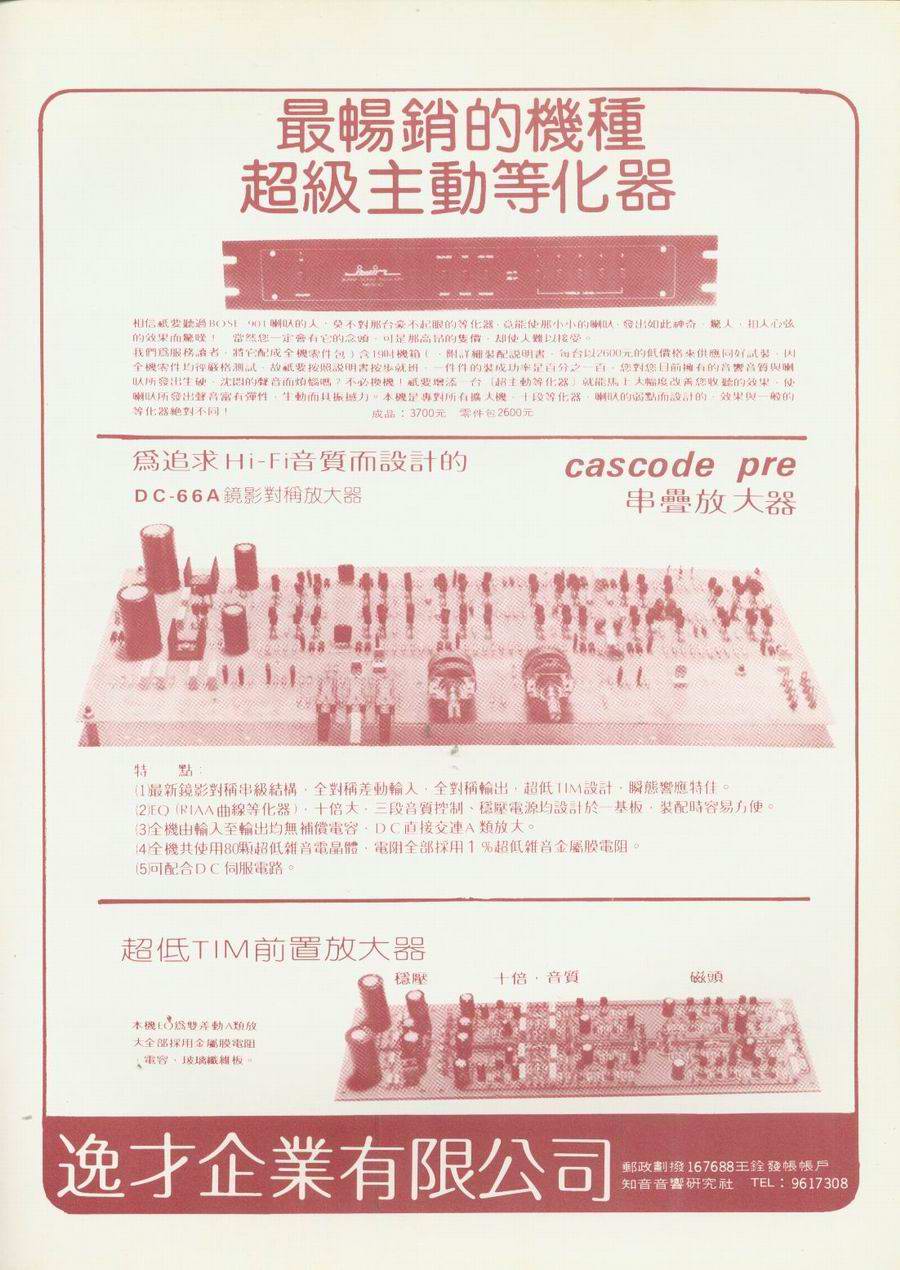 最暢銷的機種
超級主動等化器
相信祇要聽過BOSE 901喇叭的人，莫不對那台毫不起眼的等化器，竟能使那小小的喇叭，發出如此神奇、驚人、扣人心弦
的效果而驚嘆！ 當然您一定會有它的念頭，可是那高昂的售價，却使人難以接受。
我們爲服務讀者，將它配成全機零件包）含19吋機箱（，附詳細裝配説明書，每台以2600元的低價格來供應同好試裝，因
全機零件均經嚴格測試，故祇要按照説明書按步就班，一件件的裝成功率是百分之一百，您對您目前擁有的音響音質與喇
叭所發出生硬、沈悶的聲音而煩惱嗎？不必換機！祇要增添一台（超主動等化器）就能馬上大幅度改善您收聽的效果，使
喇叭所發出聲音富有彈性，生動而具振撼力。本機是專對所有擴大機，十段等化器，喇叭的弱點而設計的，效果與一般的
等化器絶對不同！ 成品：3700元 零件包2600元
爲追求Hi-Fi音質而設計的
cascode pre
DC-66A鏡影對稱放大器
串疊放大器
特 點：
(1)最新鏡影對稱串級結構，全對稱差動輸入，全對稱輸出，超低TIM設計，瞬態響應特佳。
(2)EQ（RIAA曲線等化器），十倍大，三段音質控制、穩壓電源均設計於一基板，裝配時容易方便。
(3)全機由輸入至輸出均無補償電容，DC直接交連A類放大。
(4)全機共使用80顆超低雜音電晶體，電阻全部採用1％超低雜音金屬膜電阻。
(5)可配合DC伺服電路。
超低TIM前置放大器
穩壓 十倍．音質 磁頭
本機EQ爲雙差動A類放
大全部採用金屬膜電阻
，電容、玻璃纖維板。
逸才企業有限公司
郵政劃撥167688王銓發帳帳戶
知音音響研究社 TEL：9617308